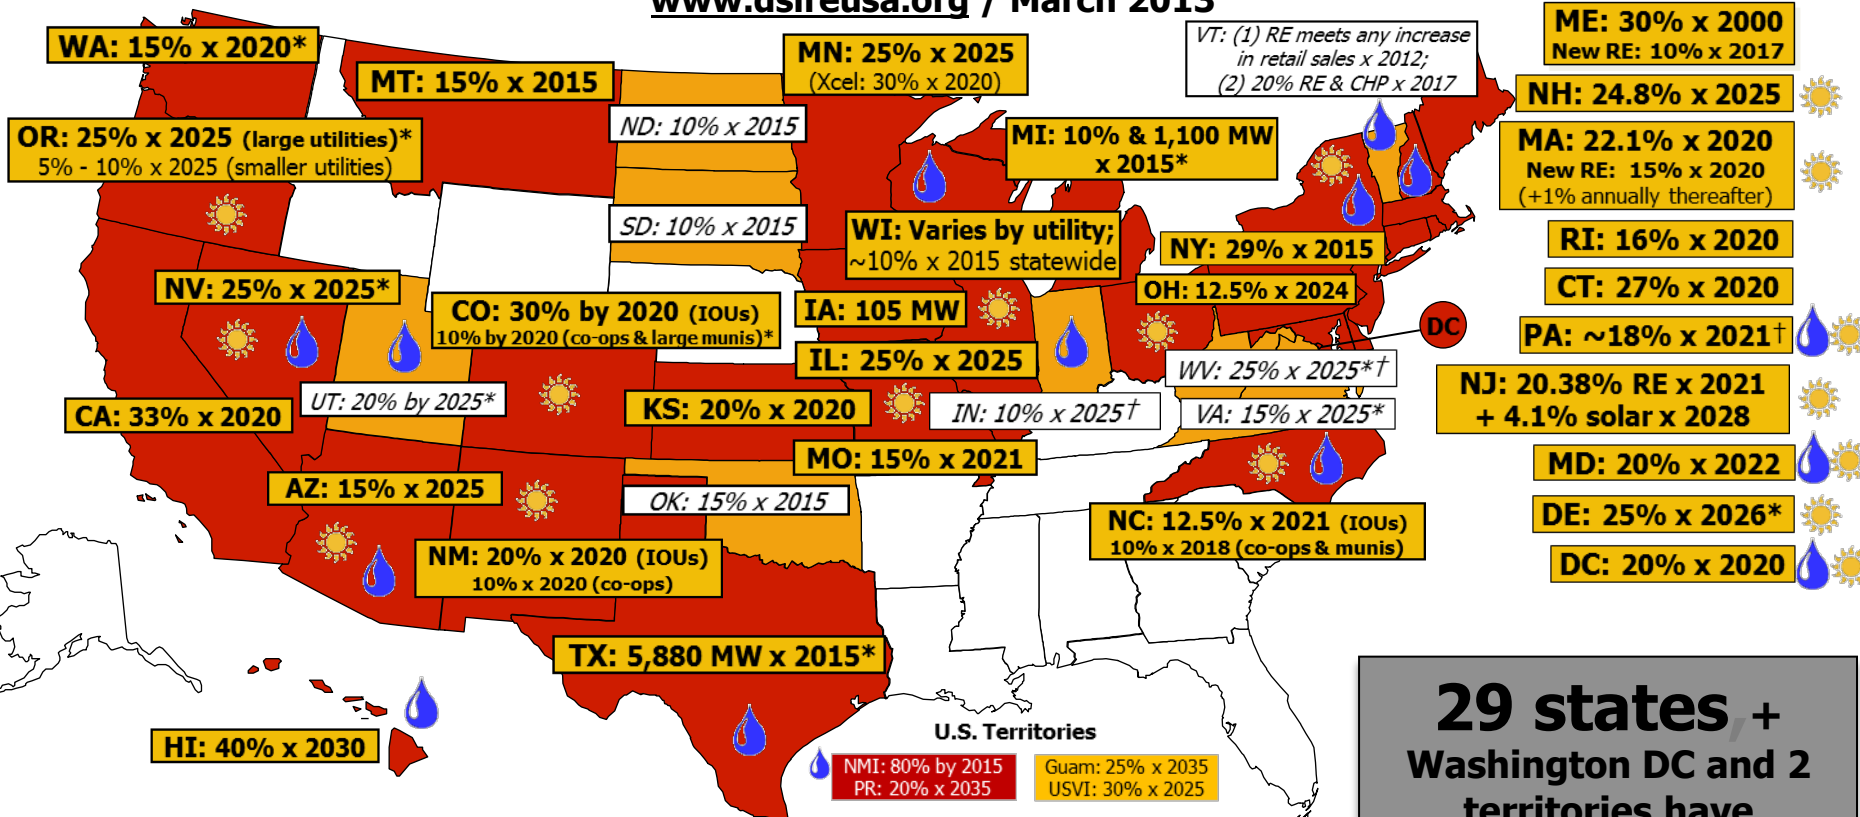 www.dsireusa.org / March 2013
WA: 15% x 2020*
MT: 15% x 2015
MN: 25% x 2025
(Xcel: 30% x 2020)
VT: (1) RE meets any increase
in retail sales x 2012;
(2) 20% RE & CHP x 2017
ME: 30% x 2000
New RE: 10% x 2017
NH: 24.8% x 2025
ND: 10% x 2015
OR: 25% x 2025 (large utilities)*
5% - 10% x 2025 (smaller utilities)
MI: 10% & 1,100 MW
x 2015*
MA: 22.1% x 2020
New RE: 15% x 2020
(+1% annually thereafter)
SD: 10% x 2015
WI: Varies by utility;
~10% x 2015 statewide
NY: 29% x 2015
RI: 16% x 2020
NV: 25% x 2025*
CO: 30% by 2020 (IOUs)
10% by 2020 (co-ops & large munis)*
IA: 105 MW
OH: 12.5% x 2024
CT: 27% x 2020
DC
PA: ~18% x 2021†
IL: 25% x 2025
WV: 25% x 2025*†
UT: 20% by 2025*
KS: 20% x 2020
IN: 10% x 2025†
VA: 15% x 2025*
NJ: 20.38% RE x 2021
+ 4.1% solar x 2028
CA: 33% x 2020
MO: 15% x 2021
MD: 20% x 2022
AZ: 15% x 2025
OK: 15% x 2015
NC: 12.5% x 2021 (IOUs)
10% x 2018 (co-ops & munis)
DE: 25% x 2026*
NM: 20% x 2020 (IOUs)
10% x 2020 (co-ops)
DC: 20% x 2020
TX: 5,880 MW x 2015*
HI: 40% x 2030
U.S. Territories
NMI: 80% by 2015
PR: 20% x 2035
Guam: 25% x 2035
USVI: 30% x 2025
29 states,+
Washington DC and 2
territories have